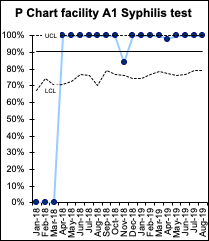 P Chart facility A1 Syphilis test
100%
UCL
90%
80%
70%
LCL
60%
50%
40%
30%
20%
10%
0%
Jan-18
Feb-18
Mar-18
Apr-18
May-18
Jun-18
Jul-18
Aug-18
Sep-18
Oct-18
Nov-18
Dec-18
Jan-19
Feb-19
Mar-19
Apr-19
May-19
Jun-19
Jul-19
Aug-19